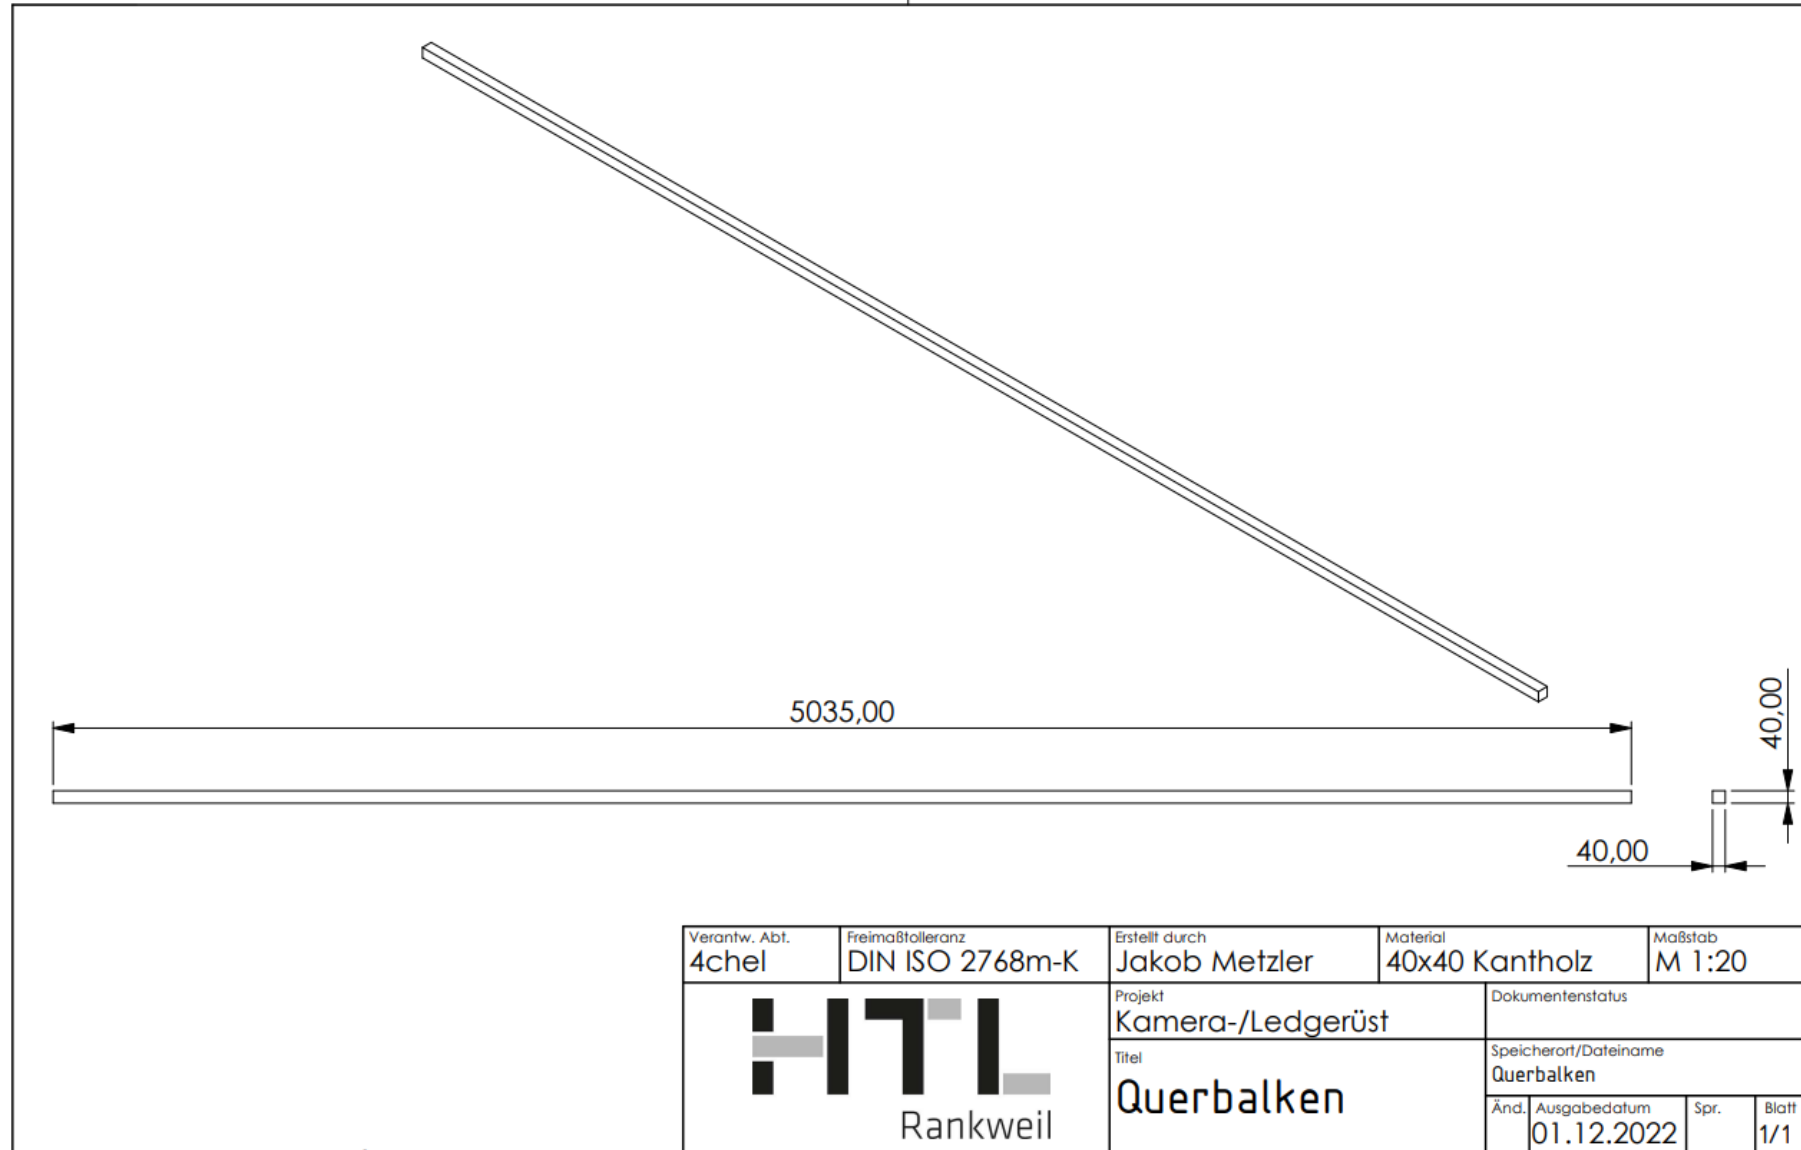 5035,00
40,00
40,00
Verantw. Abt.
4chel
Freimaßtolleranz
DIN ISO 2768m-K
Erstellt durch
Jakob Metzler
Material
40x40 Kantholz
Maßstab
M 1:20
HTL
Rankweil
Projekt
Kamera-/Ledgerüst
Dokumentenstatus
Titel
Querbalken
Speicherort/Dateiname
Querbalken
Änd.
Ausgabedatum
01.12.2022
Spr.
Blatt
1/1